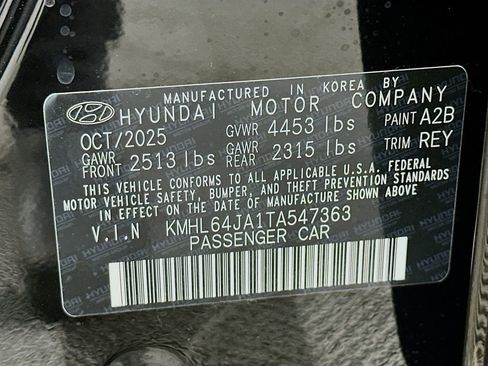 MANUFACTURED IN KOREA BY
HYUNDAI MOTOR COMPANY
OCT/2025 GVWR 4453 lbs PAINT A2B
GAWR FRONT 2513 lbs GAWR REAR 2315 lbs TRIM REY
THIS VEHICLE CONFORMS TO ALL APPLICABLE U.S.A. FEDERAL
MOTOR VEHICLE SAFETY, BUMPER, AND THEFT PREVENTION STANDARDS
IN EFFECT ON THE DATE OF MANUFACTURE SHOWN ABOVE.
V.I.N KMHL64JA1TA547363
PASSENGER CAR